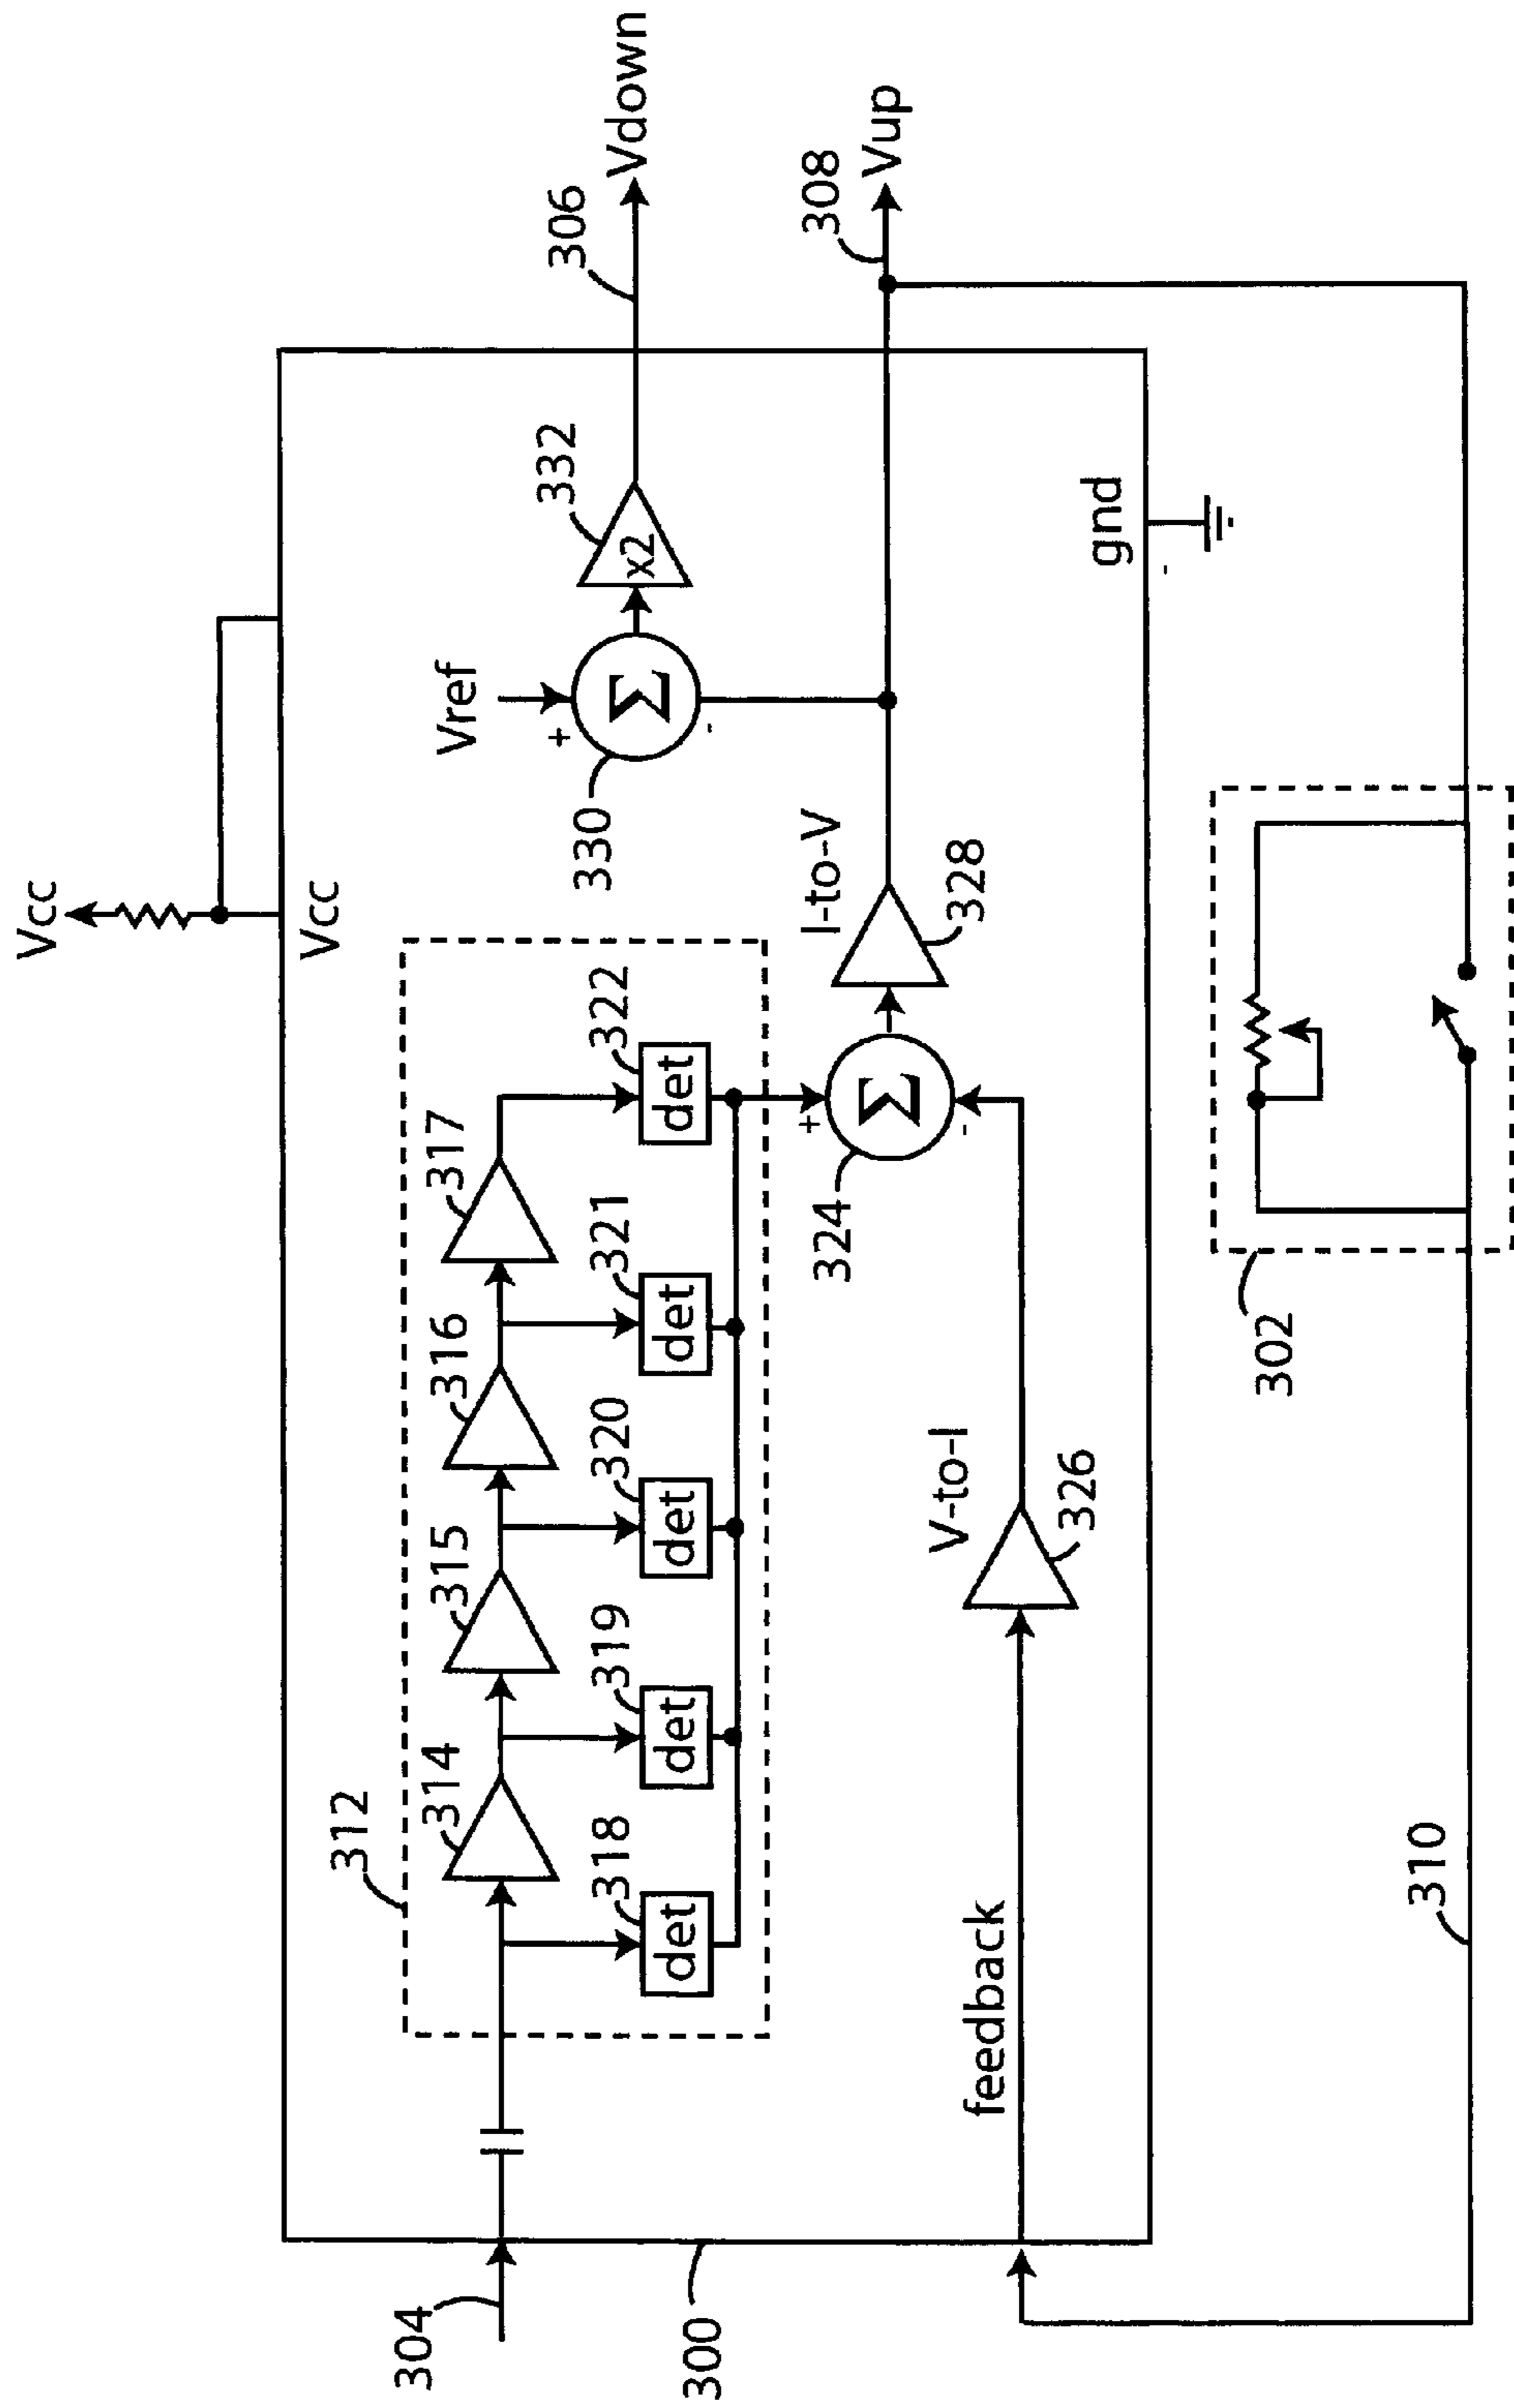 Vcc
Vcc
312
314
315
316
317
318
319
320
321
322
det
det
det
det
det
Vref
+
-
Σ
330
x2
332
306
Vdown
304
300
324
+
-
Σ
I-to-V
328
308
Vup
feedback
V-to-I
326
gnd
302
310